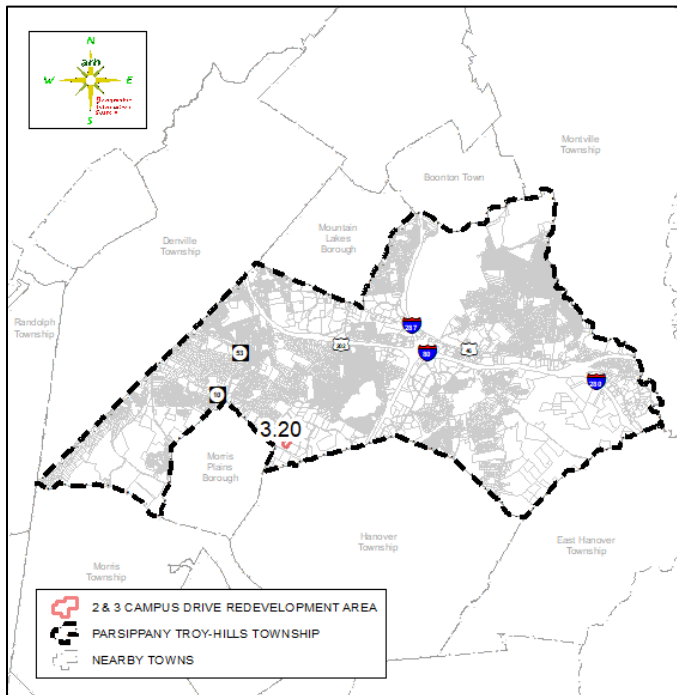 N
arh
W
E
S
Montville
Township
Boonton Town
Mountain
Lakes
Borough
Denville
Township
Randolph
Township
287
202
80
46
53
280
10
3.20
Morris
Plains
Borough
Hanover
Township
East Hanover
Township
Morris
Township
2 & 3 CAMPUS DRIVE REDEVELOPMENT AREA
PARSIPPANY TROY-HILLS TOWNSHIP
NEARBY TOWNS